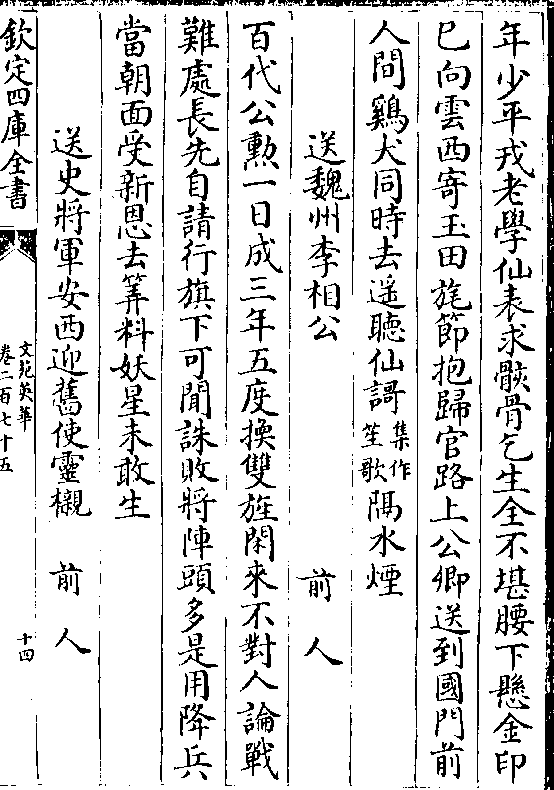 年少平戎老學仙表求骸骨乞生全不堪腰下懸金印
已向雲西寄玉田旄節抱歸官路上公卿送到國門前
人間鷄犬同時去遥聽仙謌集作笙歌隔水煙
送魏州李相公　前人
百代公勲一日成三年五度換雙旌閑來不對人論戰
難處長先自請行旗下可聞誅敗將陣頭多是用降兵
當朝面受新恩去筭料妖星未敢生
送史將軍安西迎舊使靈櫬　前人
欽定四庫全書
文苑英華
卷二百七十五
十四